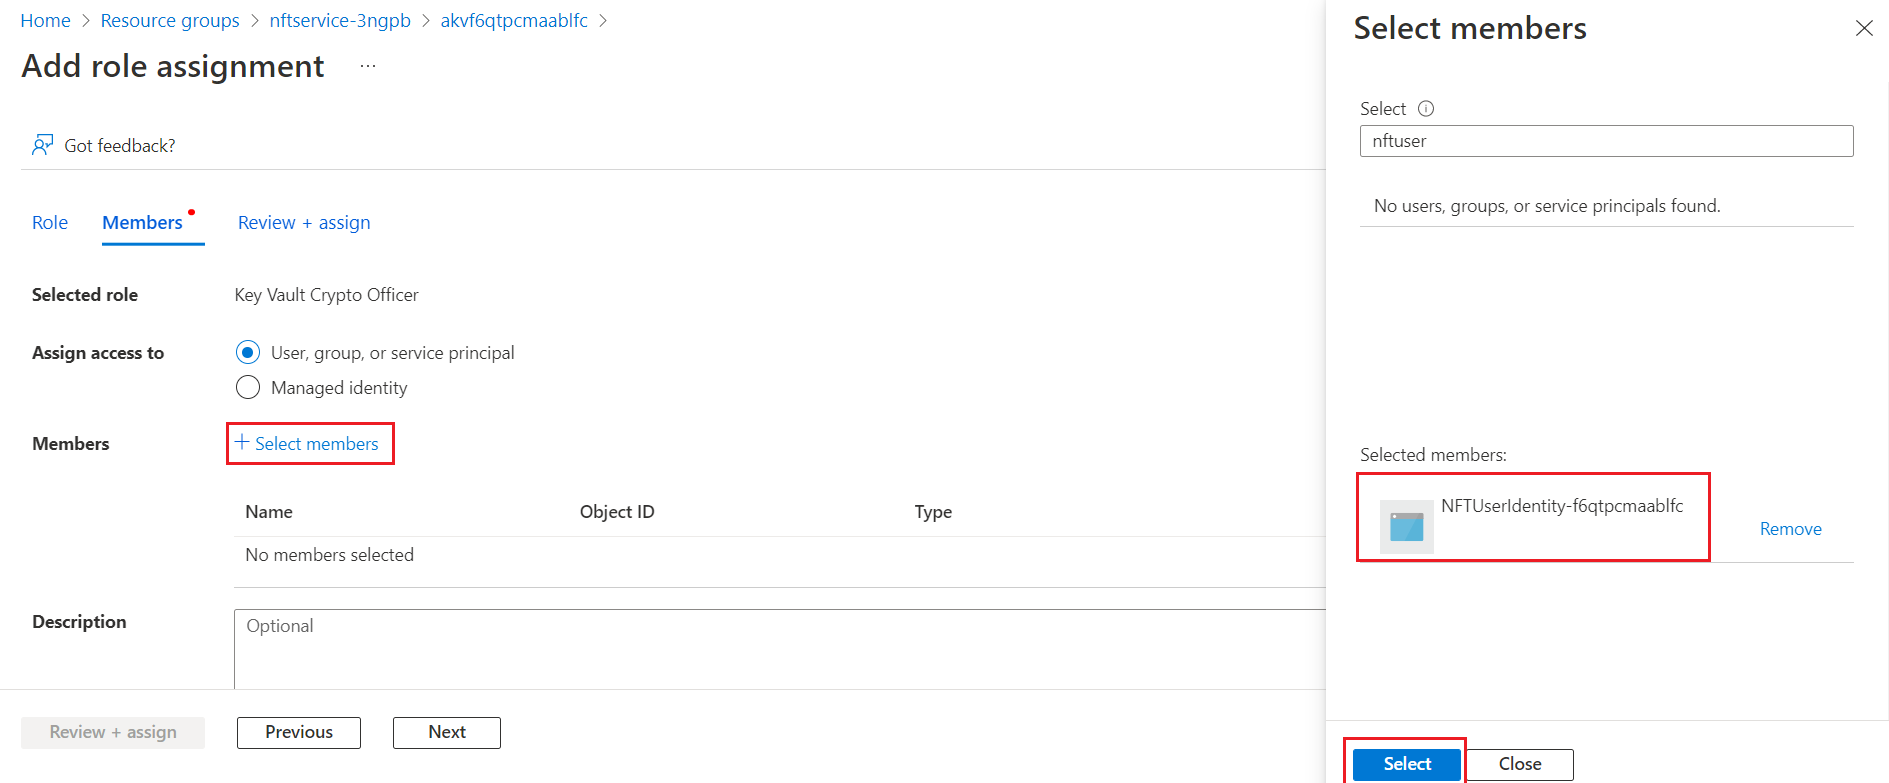 Home > Resource groups > nftservice-3ngpb > akvf6qtpcmaablfc >
Add role assignment ...
Got feedback?
Role Members Review + assign
Selected role Key Vault Crypto Officer
Assign access to User, group, or service principal
Managed identity
Members + Select members
Name Object ID Type
No members selected
Description Optional
Review + assign Previous Next
Select members
Select
nftuser
No users, groups, or service principals found.
Selected members:
NFTUserIdentity-f6qtpcmaablfc
Remove
Select Close